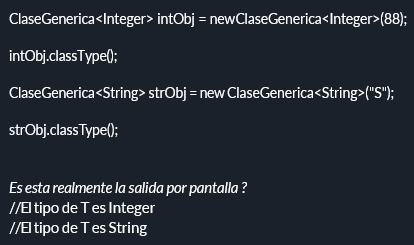 ClaseGenerica<Integer> intObj = newClaseGenerica<Integer>(88);
intObj.classType();
ClaseGenerica<String> strObj = new ClaseGenerica<String>("S");
strObj.classType();
Es esta realmente la salida por pantalla ?
//El tipo de T es Integer
//El tipo de T es String